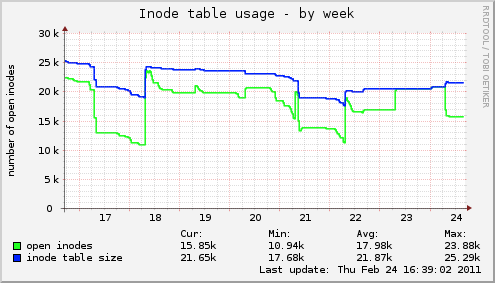 Inode table usage - by week
RRDTOOL / TOBI OETIKER
number of open inodes
30 k
25 k
20 k
15 k
10 k
5 k
0
17 18 19 20 21 22 23 24
Cur: Min: Avg: Max:
open inodes 15.85k 10.94k 17.98k 23.88k
inode table size 21.65k 17.68k 21.87k 25.29k
Last update: Thu Feb 24 16:39:02 2011